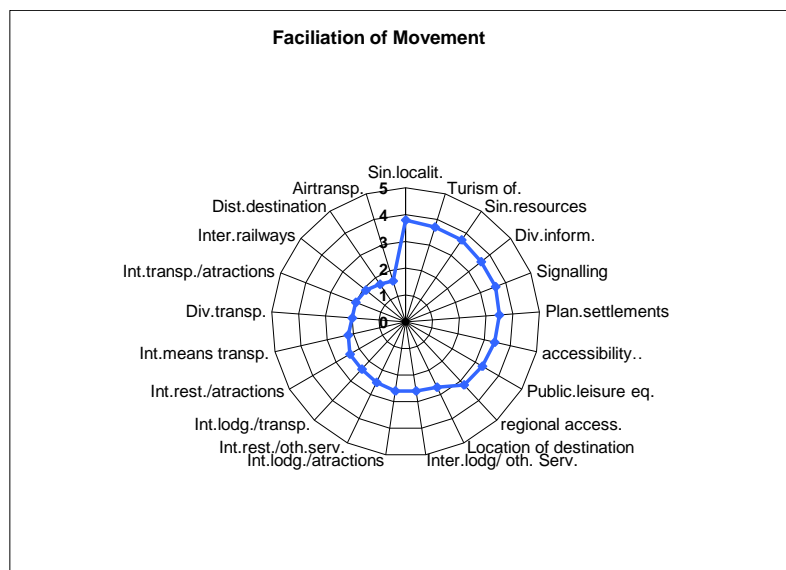 Faciliation of Movement
Sin.localit.
Turism of.
Sin.resources
Div.inform.
Signalling
Plan.settlements
accessibility..
Public.leisure eq.
regional access.
Location of destination
Inter.lodg/ oth. Serv.
Int.lodg./atractions
Int.rest./oth.serv.
Int.lodg./transp.
Int.rest./atractions
Int.means transp.
Div.transp.
Int.transp./atractions
Inter.railways
Dist.destination
Airtransp.
5
4
3
2
1
0